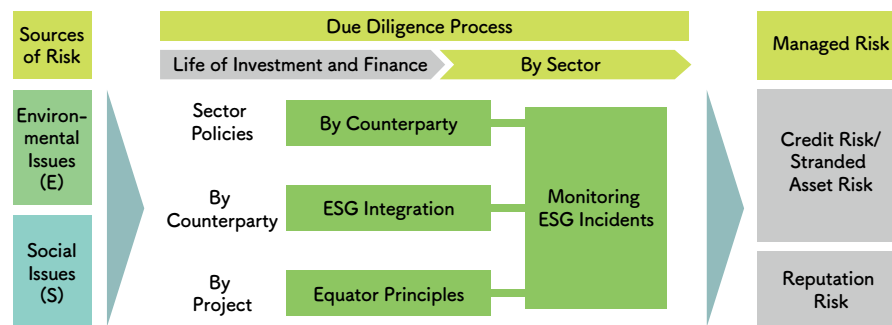 Sources
of Risk
Due Diligence Process
Managed Risk
Life of Investment and Finance
By Sector
Environ-
mental
Issues
(E)
Social
Issues
(S)
Sector
Policies
By Counterparty
By
Counterparty
ESG Integration
By
Project
Equator Principles
Monitoring
ESG Incidents
Credit Risk/
Stranded
Asset Risk
Reputation
Risk